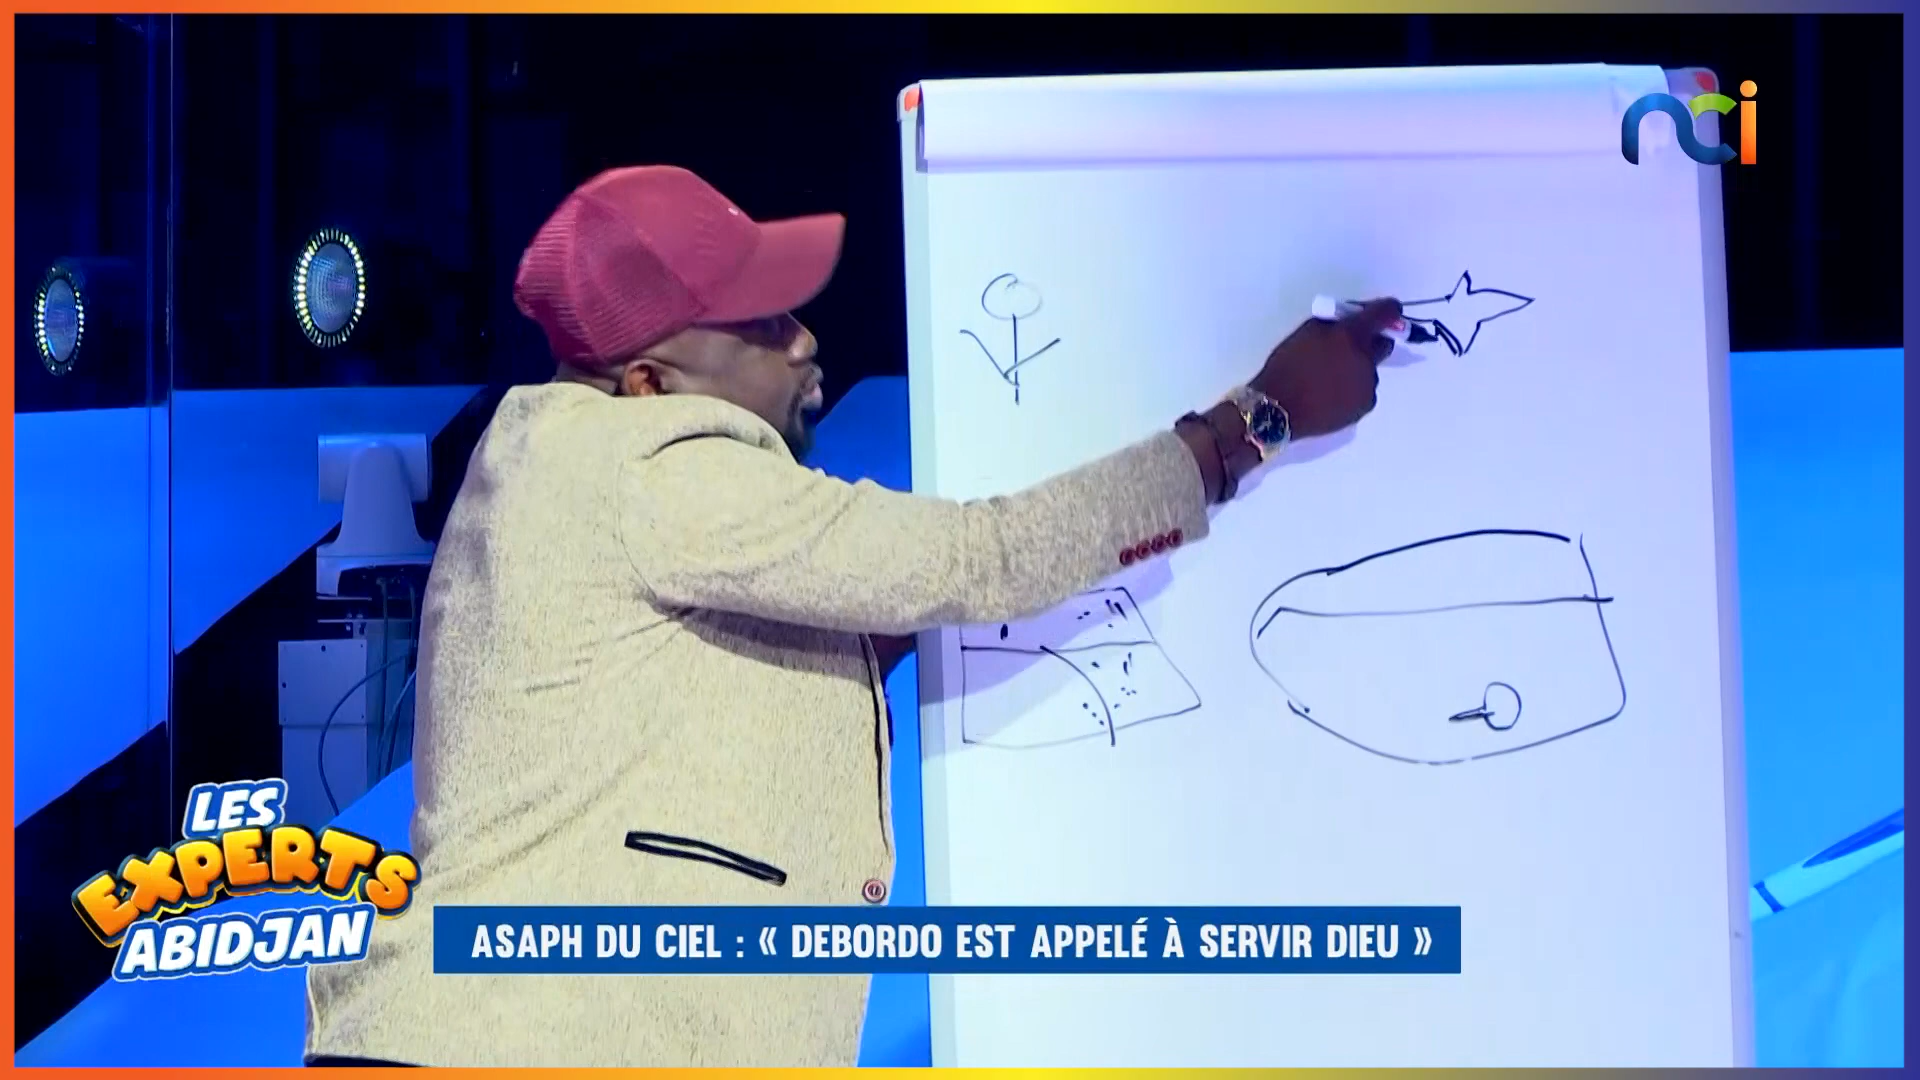 nci
LES
EXPERTS
ABIDJAN
ASAPH DU CIEL : « DEBORDO EST APPELÉ À SERVIR DIEU »